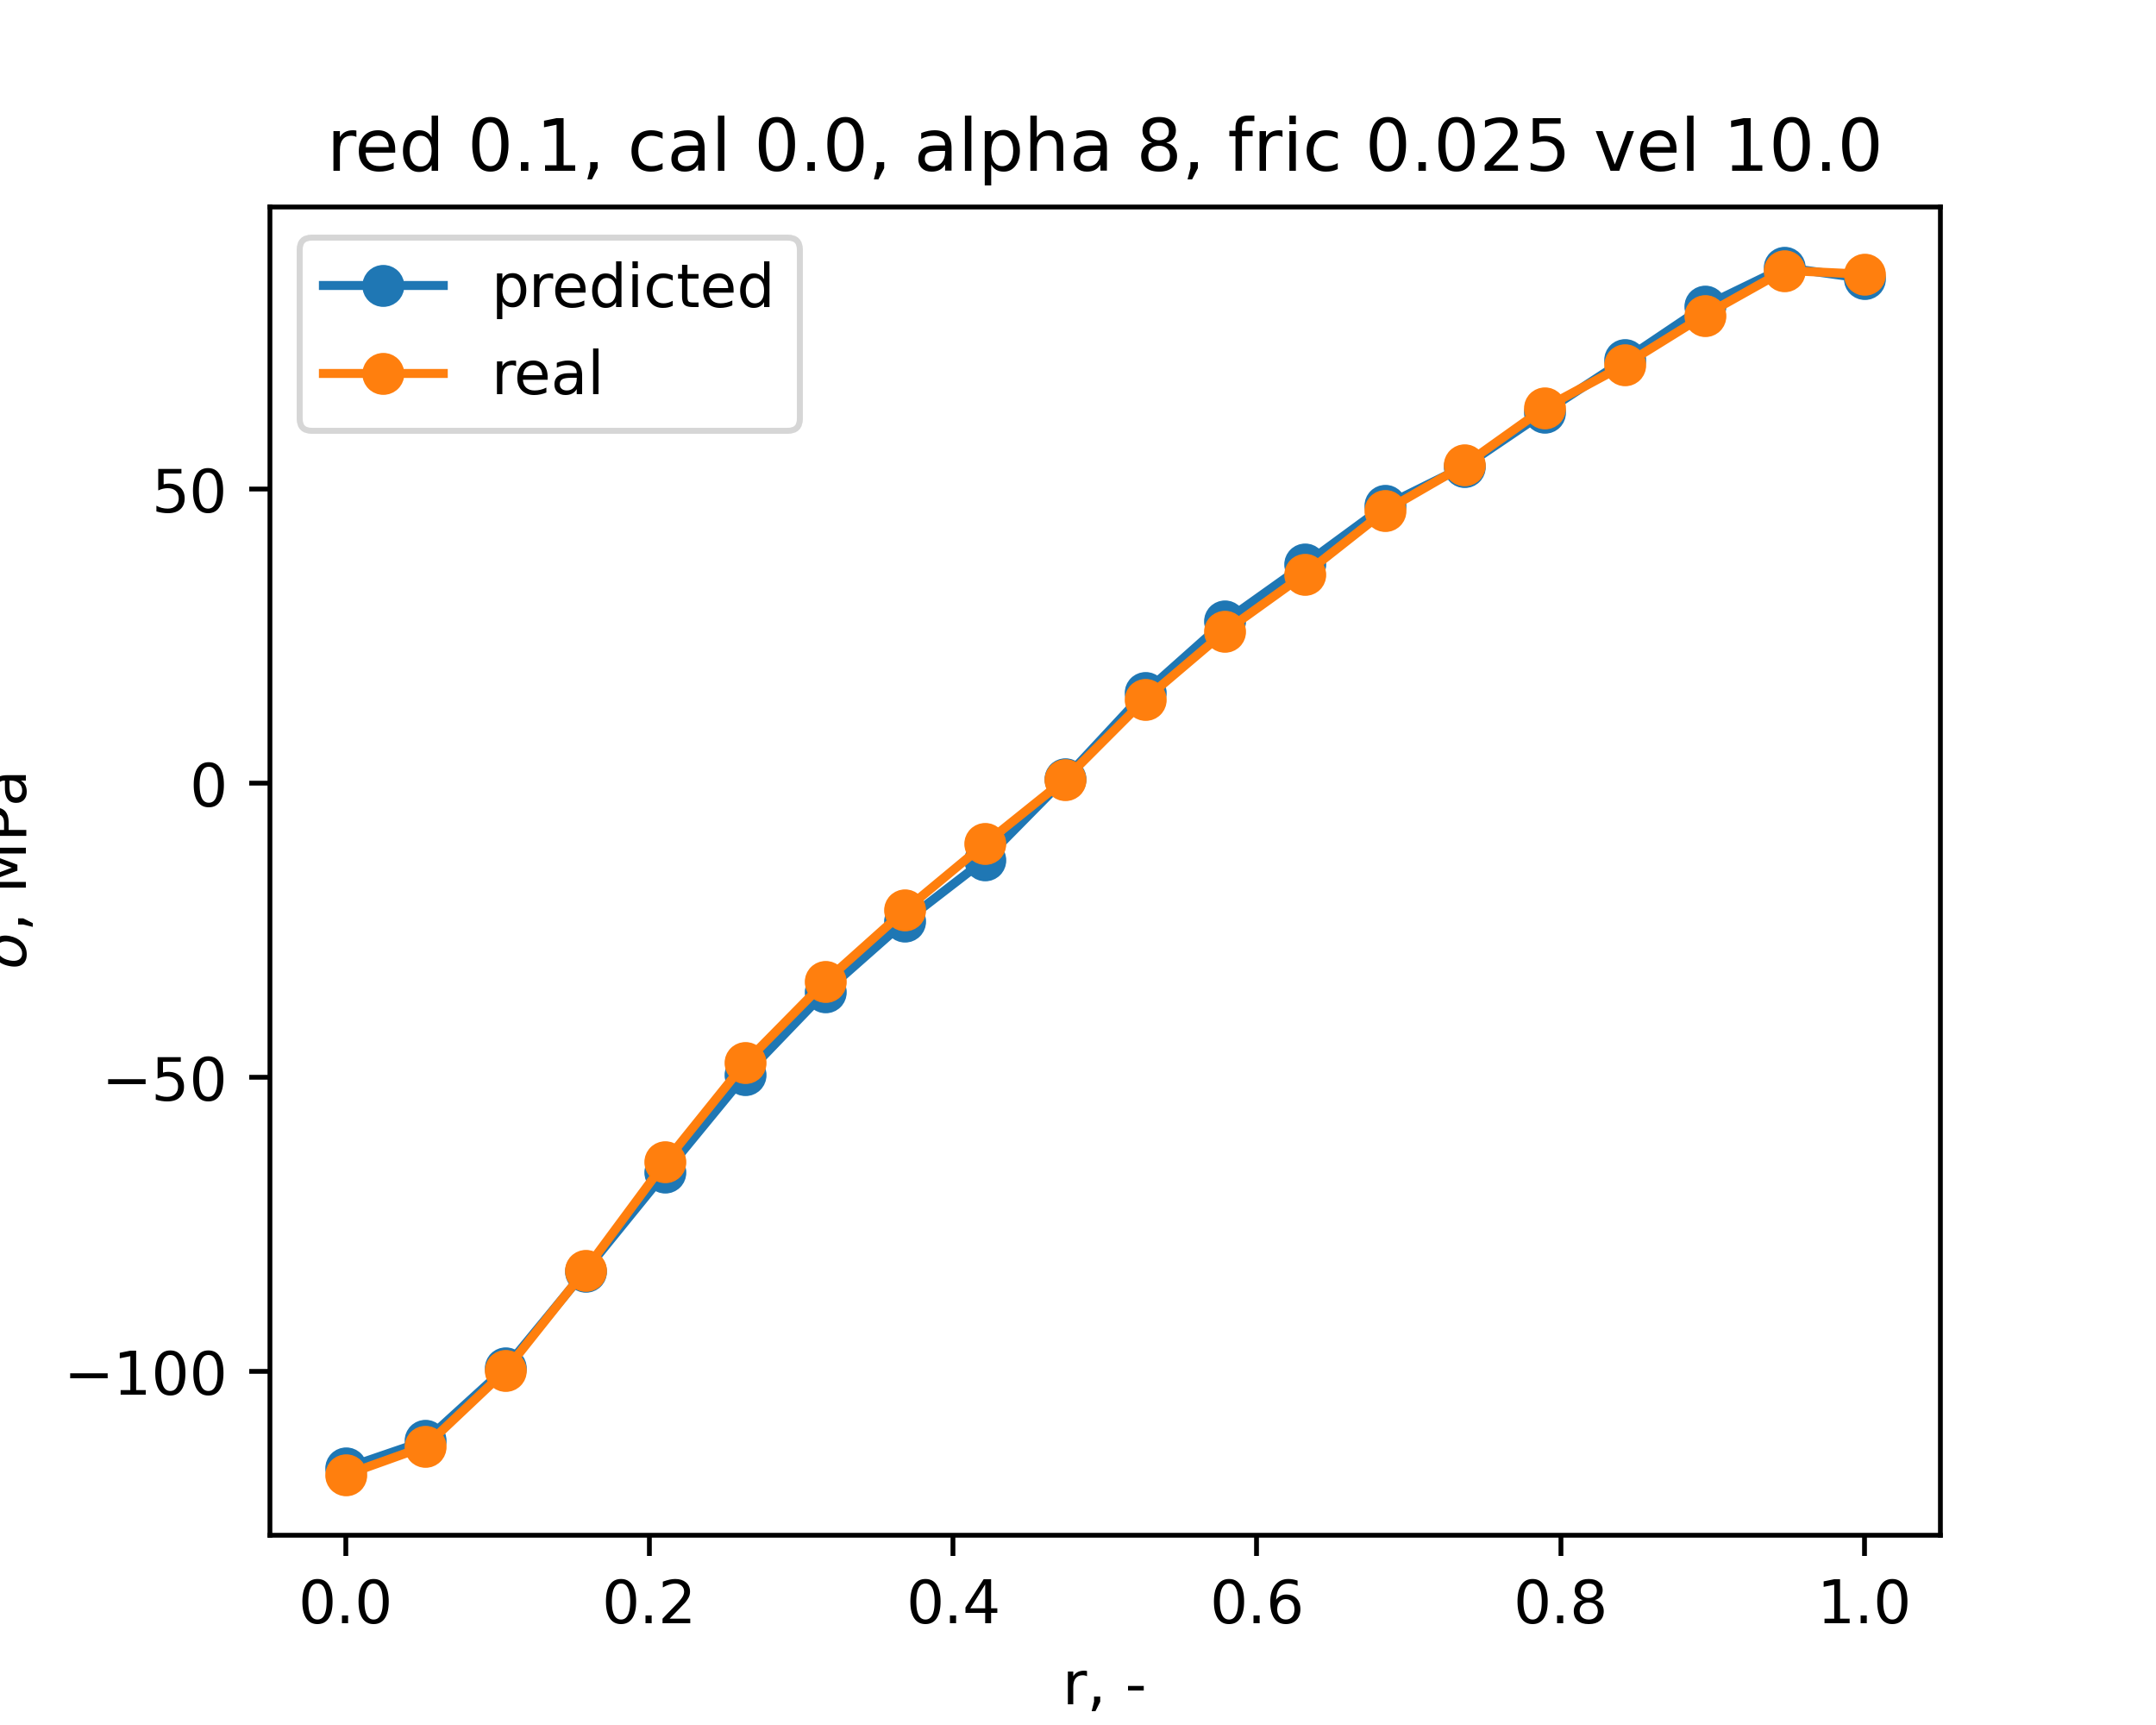 red 0.1, cal 0.0, alpha 8, fric 0.025 vel 10.0
predicted
real
50
0
−50
−100
σ, MPa
0.0 0.2 0.4 0.6 0.8 1.0
r, -